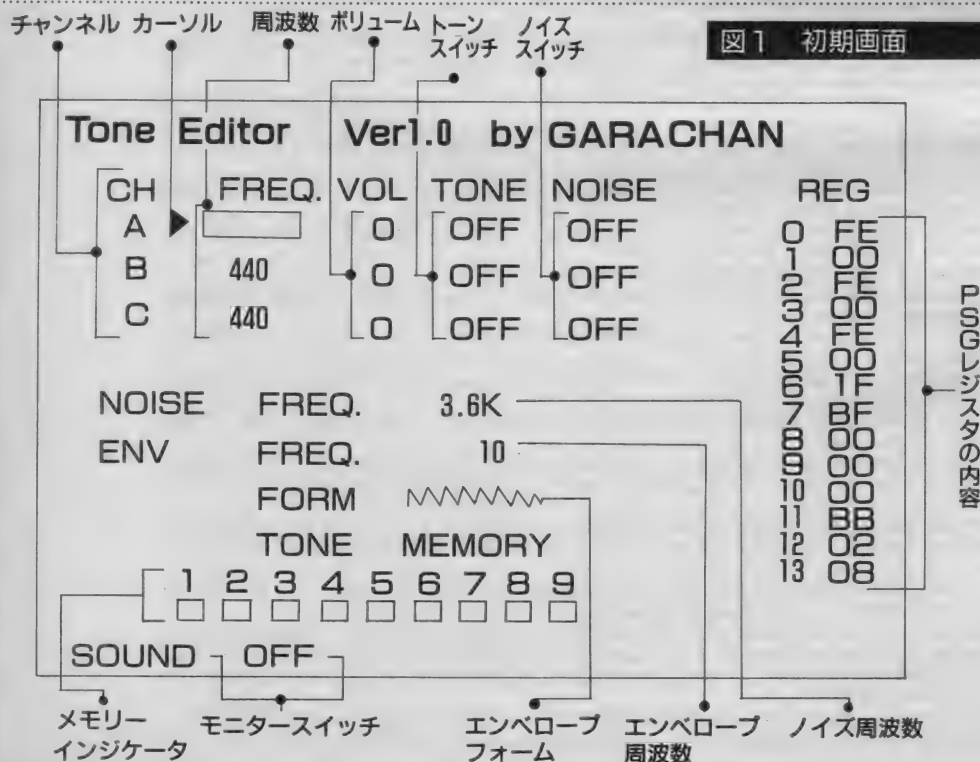 チャンネル カーソル 周波数 ボリューム トーンスイッチ ノイズスイッチ
図1 初期画面
Tone Editor Ver1.0 by GARACHAN
CH FREQ. VOL TONE NOISE REG
A 0 OFF OFF
B 440 0 OFF OFF
C 440 0 OFF OFF
0 FE
1 00
2 FE
3 00
4 FE
5 00
6 1F
7 BF
8 00
9 00
10 00
11 BB
12 02
13 08
PSGレジスタの内容
NOISE FREQ. 3.6K
ENV FREQ. 10
FORM
TONE MEMORY
1 2 3 4 5 6 7 8 9
SOUND OFF
メモリーインジケータ モニタースイッチ エンベロープフォーム エンベロープ周波数 ノイズ周波数